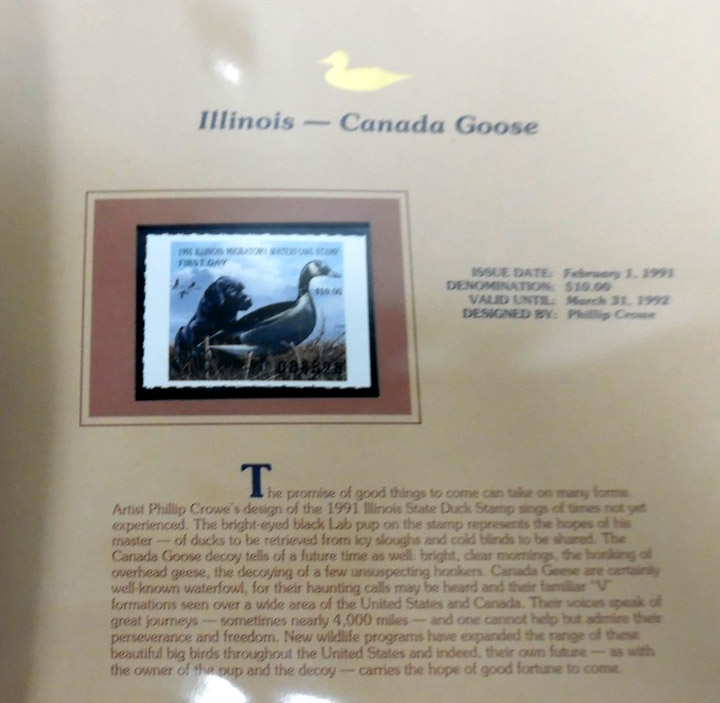 Illinois — Canada Goose
1991 ILLINOIS MIGRATORY WATERFOWL STAMP
FIRST DAY
$10.00
ISSUE DATE: February 1, 1991
DENOMINATION: $10.00
VALID UNTIL: March 31, 1992
DESIGNED BY: Phillip Crowe
The promise of good things to come can take on many forms.
Artist Phillip Crowe's design of the 1991 Illinois State Duck Stamp sings of times not yet
experienced. The bright-eyed black Lab pup on the stamp represents the hopes of his
master — of ducks to be retrieved from icy sloughs and cold blinds to be shared. The
Canada Goose decoy tells of a future time as well: bright, clear mornings, the honking of
overhead geese, the decoying of a few unsuspecting honkers. Canada Geese are certainly
well-known waterfowl, for their haunting calls may be heard and their familiar "V"
formations seen over a wide area of the United States and Canada. Their voices speak of
great journeys — sometimes nearly 4,000 miles — and one cannot help but admire their
perseverance and freedom. New wildlife programs have expanded the range of these
beautiful big birds throughout the United States and indeed, their own future — as with
the owner of the pup and the decoy — carries the hope of good fortune to come.